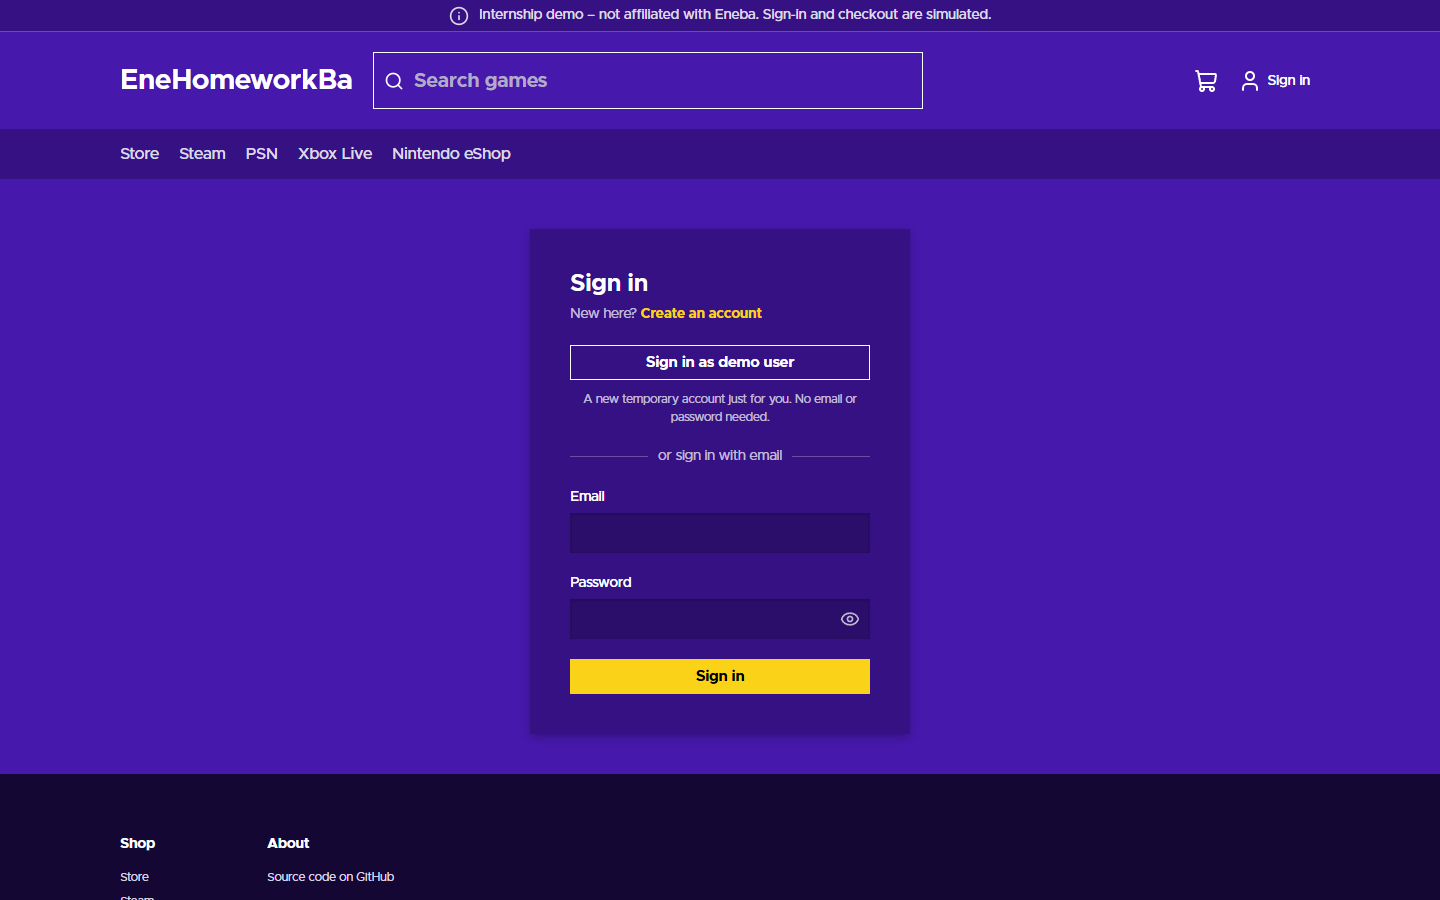 Internship demo – not affiliated with Eneba. Sign-in and checkout are simulated.
EneHomeworkBa
Search games
Sign in
Store
Steam
PSN
Xbox Live
Nintendo eShop
Sign in
New here? Create an account
Sign in as demo user
A new temporary account just for you. No email or
password needed.
or sign in with email
Email
Password
Sign in
Shop
About
Store
Source code on GitHub
Steam